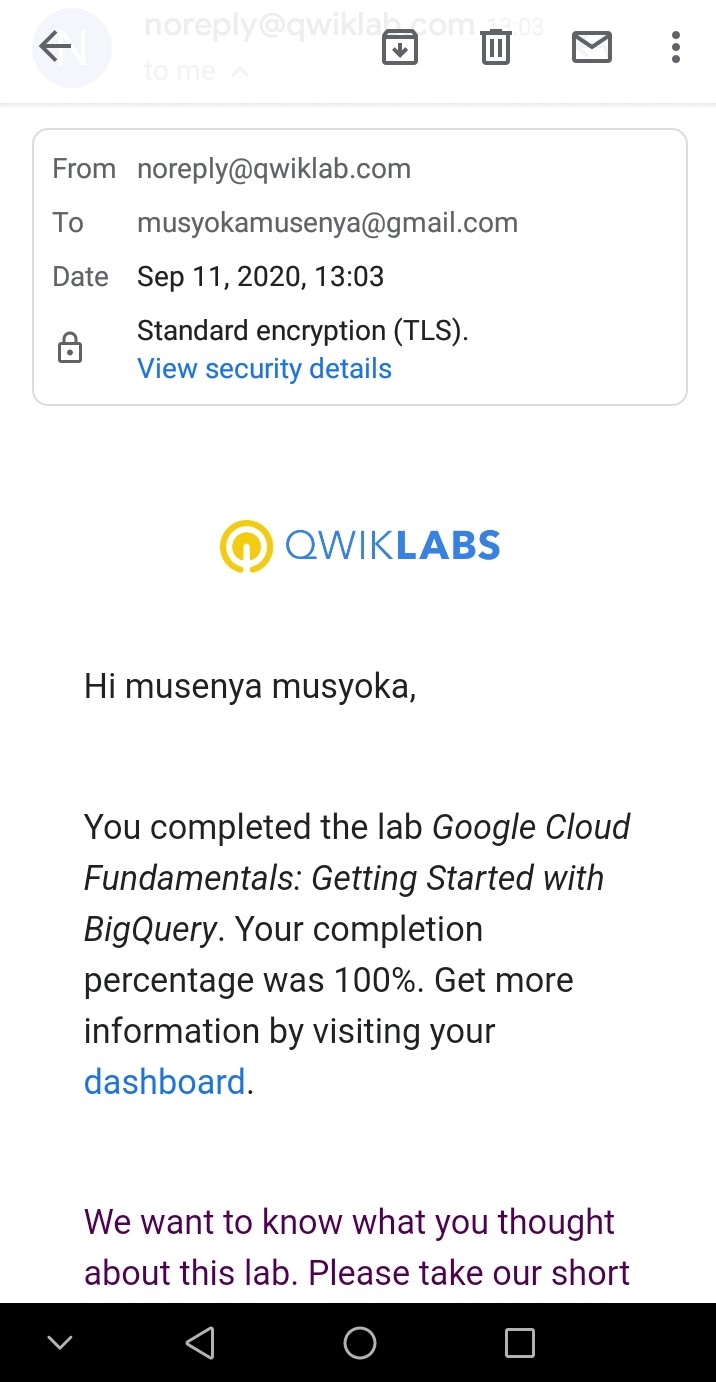 noreply@qwiklab.com 13:03
N
to me
From noreply@qwiklab.com
To musyokamusenya@gmail.com
Date Sep 11, 2020, 13:03
Standard encryption (TLS).
View security details
QWIKLABS
Hi musenya musyoka,
You completed the lab Google Cloud
Fundamentals: Getting Started with
BigQuery. Your completion
percentage was 100%. Get more
information by visiting your
dashboard.
We want to know what you thought
about this lab. Please take our short